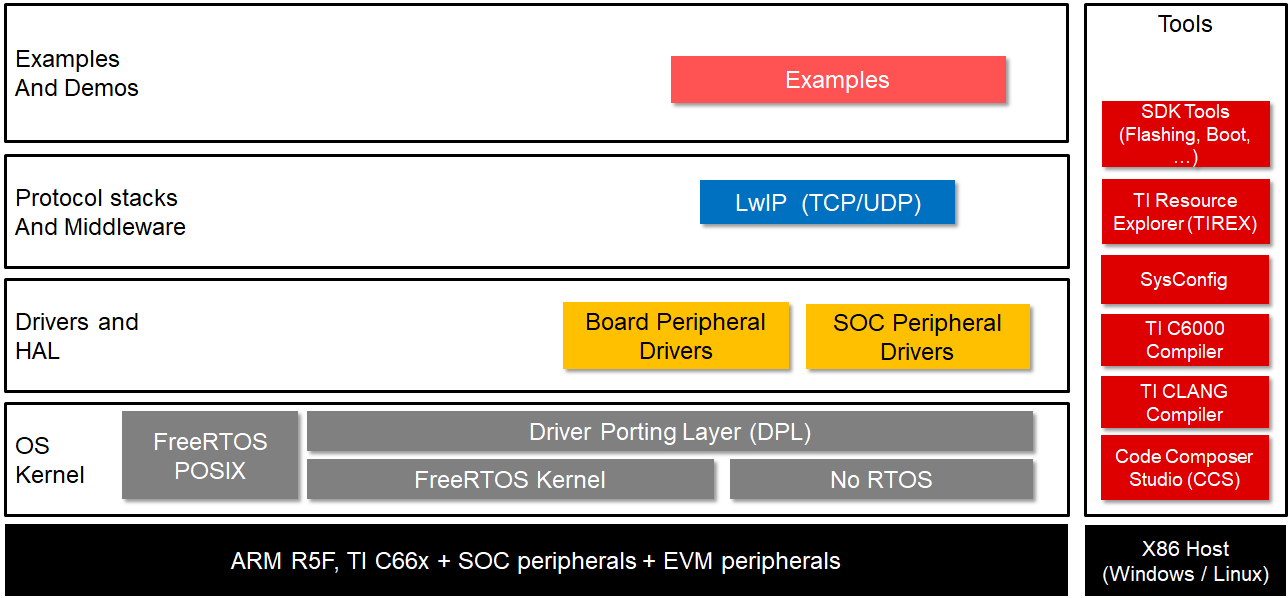 Examples
And Demos
Examples
Protocol stacks
And Middleware
LwIP (TCP/UDP)
Drivers and
HAL
Board Peripheral
Drivers
SOC Peripheral
Drivers
OS
Kernel
FreeRTOS
POSIX
Driver Porting Layer (DPL)
FreeRTOS Kernel
No RTOS
ARM R5F, TI C66x + SOC peripherals + EVM peripherals
Tools
SDK Tools
(Flashing, Boot,
…)
TI Resource
Explorer (TIREX)
SysConfig
TI C6000
Compiler
TI CLANG
Compiler
Code Composer
Studio (CCS)
X86 Host
(Windows / Linux)